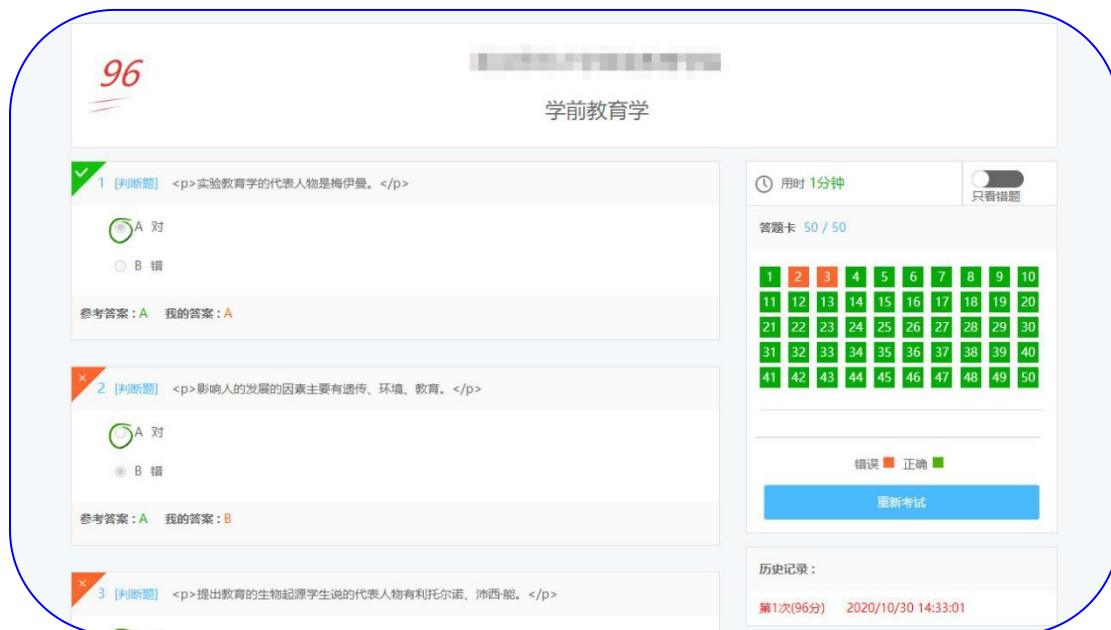 96
学前教育学
1 [判断题] <p>实验教育学的代表人物是梅伊曼。</p>
A 对
B 错
参考答案：A 我的答案：A
2 [判断题] <p>影响人的发展的因素主要有遗传、环境、教育。</p>
A 对
B 错
参考答案：A 我的答案：B
3 [判断题] <p>提出教育的生物起源学生说的代表人物有利托尔诺、沛西·能。</p>
用时 1分钟
只看错题
答题卡 50 / 50
1 2 3 4 5 6 7 8 9 10
11 12 13 14 15 16 17 18 19 20
21 22 23 24 25 26 27 28 29 30
31 32 33 34 35 36 37 38 39 40
41 42 43 44 45 46 47 48 49 50
错误 正确
重新考试
历史记录：
第1次(96分) 2020/10/30 14:33:01